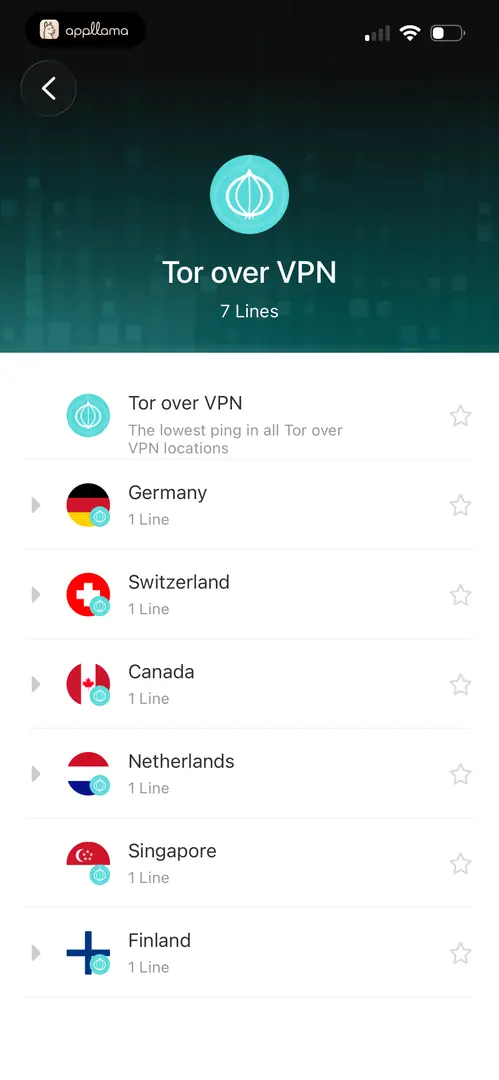 appllama
Tor over VPN
7 Lines
Tor over VPN
The lowest ping in all Tor over
VPN locations
Germany
1 Line
Switzerland
1 Line
Canada
1 Line
Netherlands
1 Line
Singapore
1 Line
Finland
1 Line